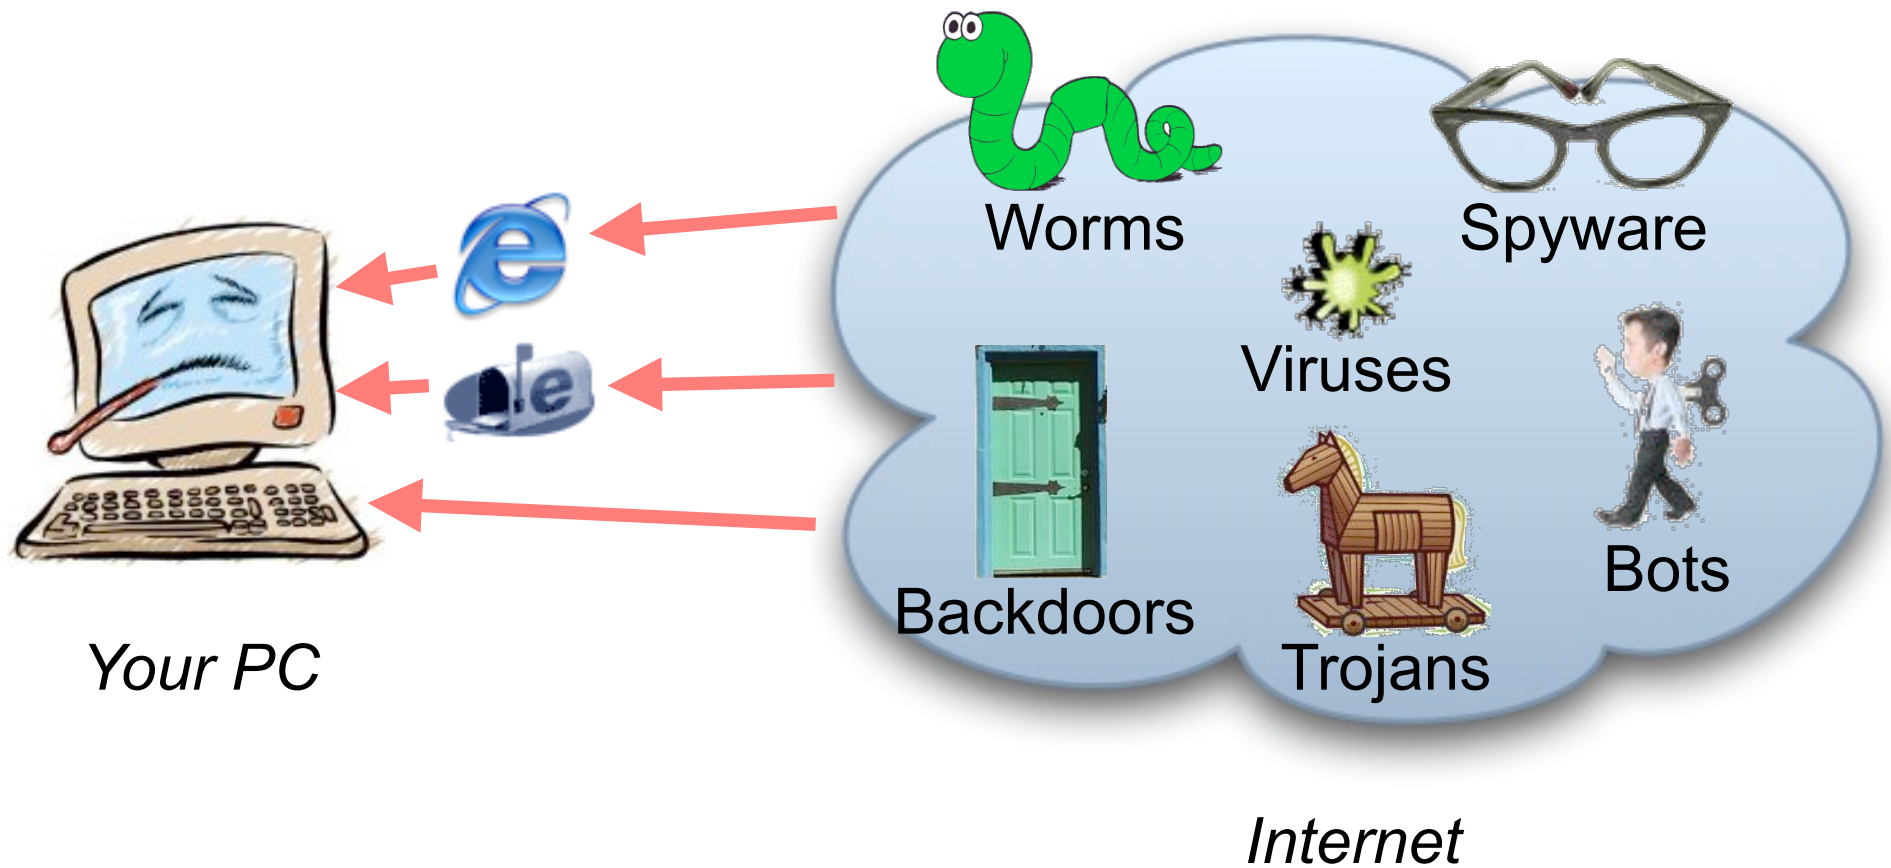 Worms
Spyware
Viruses
Backdoors
Bots
Trojans
Your PC
Internet